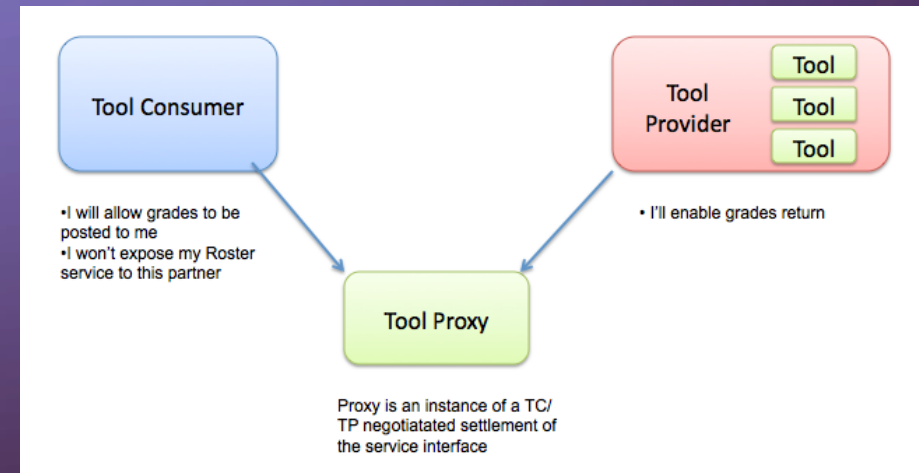 Tool Consumer
Tool
Provider
Tool
Tool
Tool
•I will allow grades to be
posted to me
•I won't expose my Roster
service to this partner
• I'll enable grades return
Tool Proxy
Proxy is an instance of a TC/
TP negotiatated settlement of
the service interface